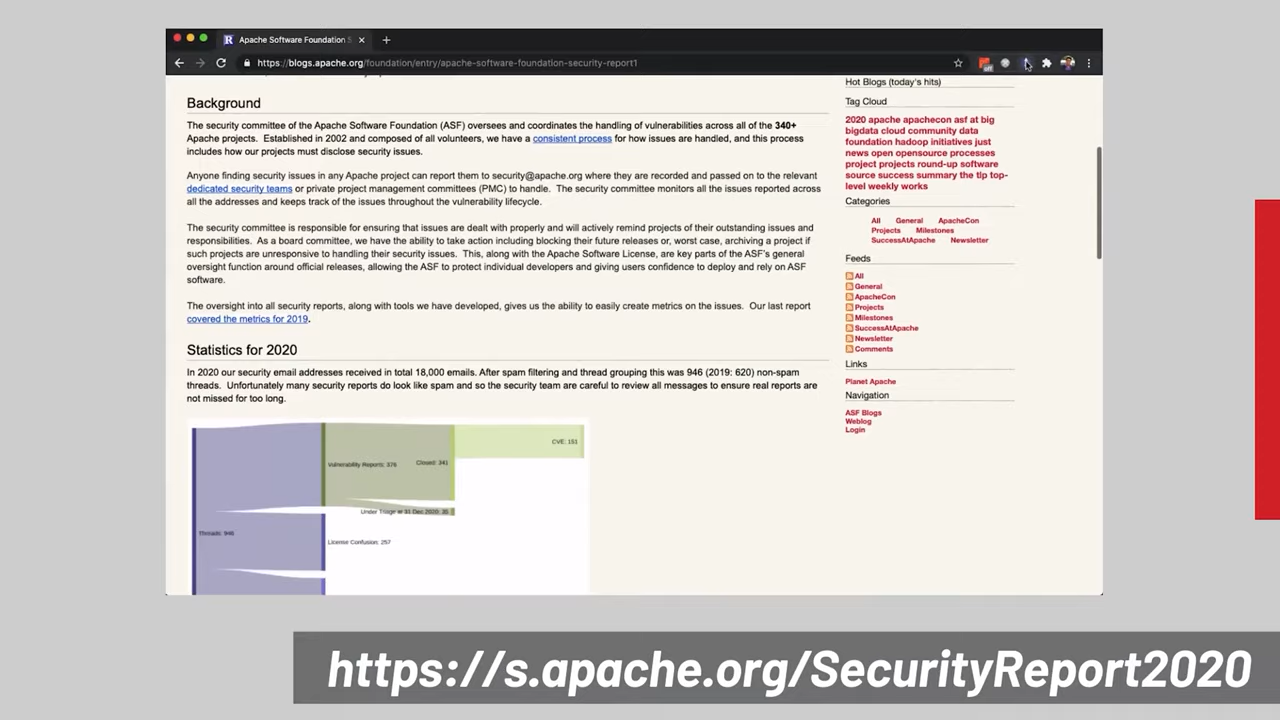 Apache Software Foundation S
https://blogs.apache.org/foundation/entry/apache-software-foundation-security-report1
Background
The security committee of the Apache Software Foundation (ASF) oversees and coordinates the handling of vulnerabilities across all of the 340+
Apache projects. Established in 2002 and composed of all volunteers, we have a consistent process for how issues are handled, and this process
includes how our projects must disclose security issues.
Anyone finding security issues in any Apache project can report them to security@apache.org where they are recorded and passed on to the relevant
dedicated security teams or private project management committees (PMC) to handle. The security committee monitors all the issues reported across
all the addresses and keeps track of the issues throughout the vulnerability lifecycle.
The security committee is responsible for ensuring that issues are dealt with properly and will actively remind projects of their outstanding issues and
responsibilities. As a board committee, we have the ability to take action including blocking their future releases or, worst case, archiving a project if
such projects are unresponsive to handling their security issues. This, along with the Apache Software License, are key parts of the ASF's general
oversight function around official releases, allowing the ASF to protect individual developers and giving users confidence to deploy and rely on ASF
software.
The oversight into all security reports, along with tools we have developed, gives us the ability to easily create metrics on the issues. Our last report
covered the metrics for 2019.
Statistics for 2020
In 2020 our security email addresses received in total 18,000 emails. After spam filtering and thread grouping this was 946 (2019: 620) non-spam
threads. Unfortunately many security reports do look like spam and so the security team are careful to review all messages to ensure real reports are
not missed for too long.
CVE: 151
Vulnerability Reports: 376
Closed: 341
Under Triage at 31 Dec 2020: 35
Threads: 946
License Confusion: 257
Hot Blogs (today's hits)
Tag Cloud
2020 apache apachecon asf at big
bigdata cloud community data
foundation hadoop initiatives just
news open opensource processes
project projects round-up software
source success summary the tlp top-
level weekly works
Categories
All General ApacheCon
Projects Milestones
SuccessAtApache Newsletter
Feeds
All
General
ApacheCon
Projects
Milestones
SuccessAtApache
Newsletter
Comments
Links
Planet Apache
Navigation
ASF Blogs
Weblog
Login
https://s.apache.org/SecurityReport2020